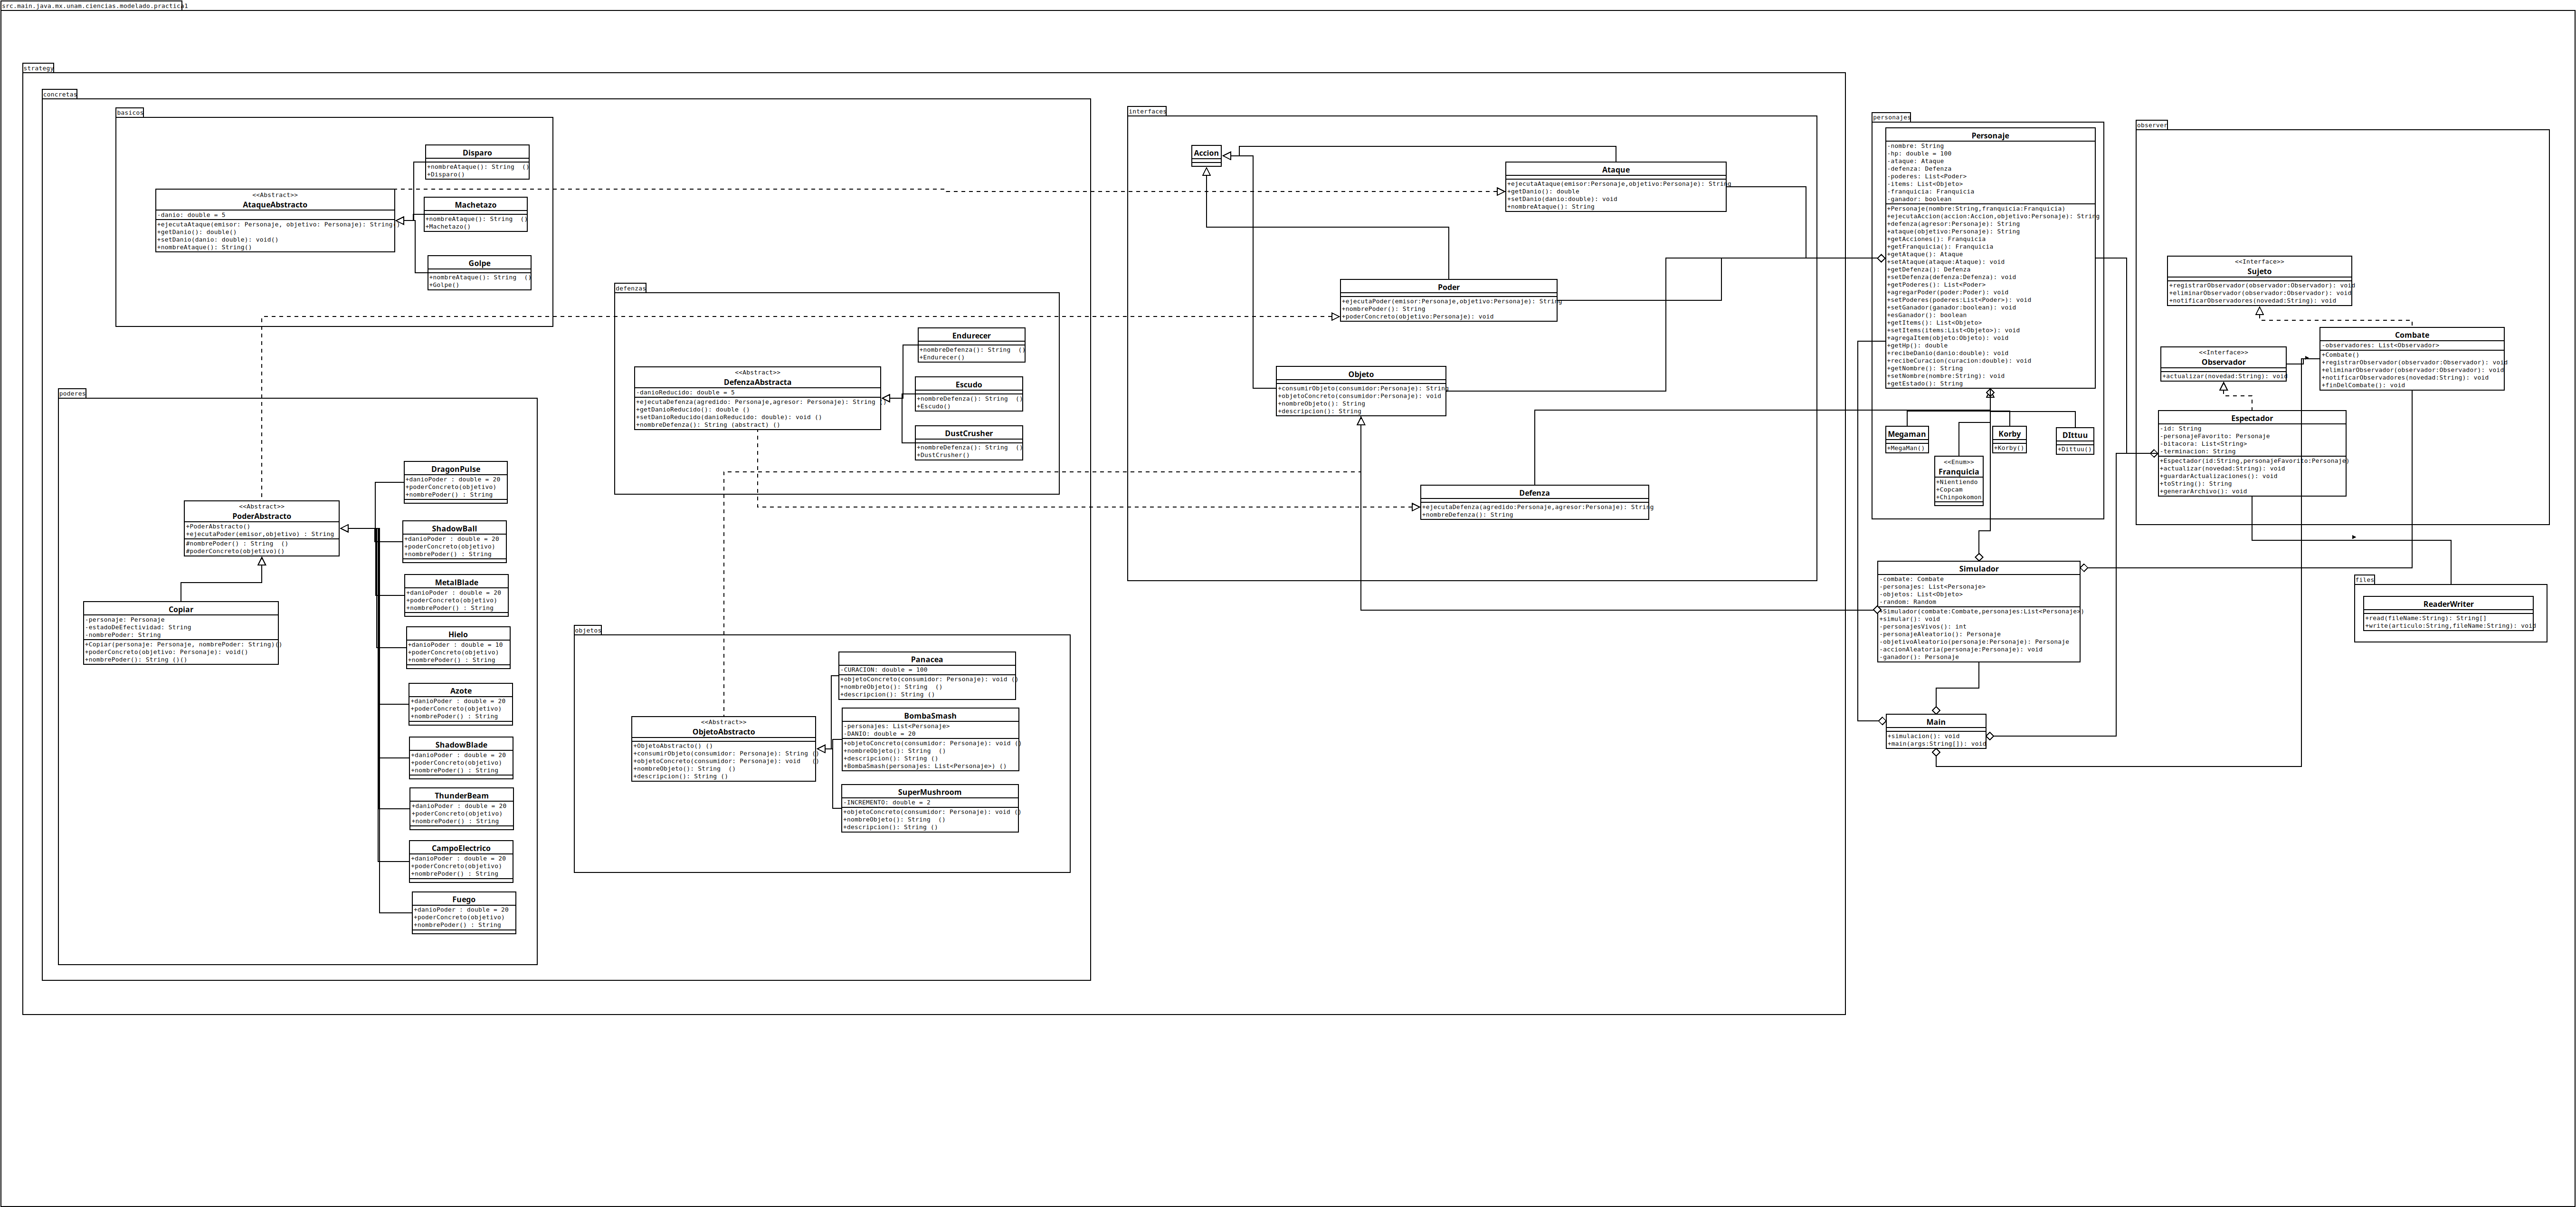 src.main.java.mx.unam.ciencias.modelado.practica1
strategy
concretas
basicos
Disparo
+nombreAtaque(): String  ()
+Disparo()
<<Abstract>>
AtaqueAbstracto
-danio: double = 5
+ejecutaAtaque(emisor: Personaje, objetivo: Personaje): String()
+getDanio(): double()
+setDanio(danio: double): void()
+nombreAtaque(): String()
Machetazo
+nombreAtaque(): String  ()
+Machetazo()
Golpe
+nombreAtaque(): String  ()
+Golpe()
defenzas
Endurecer
+nombreDefenza(): String  ()
+Endurecer()
<<Abstract>>
DefenzaAbstracta
-danioReducido: double = 5
+ejecutaDefenza(agredido: Personaje,agresor: Personaje): String ()
+getDanioReducido(): double ()
+setDanioReducido(danioReducido: double): void ()
+nombreDefenza(): String (abstract) ()
Escudo
+nombreDefenza(): String  ()
+Escudo()
DustCrusher
+nombreDefenza(): String  ()
+DustCrusher()
poderes
DragonPulse
+danioPoder : double = 20
+poderConcreto(objetivo)
+nombrePoder() : String
<<Abstract>>
PoderAbstracto
+PoderAbstracto()
+ejecutaPoder(emisor,objetivo) : String
#nombrePoder() : String  ()
#poderConcreto(objetivo)()
ShadowBall
+danioPoder : double = 20
+poderConcreto(objetivo)
+nombrePoder() : String
MetalBlade
+danioPoder : double = 20
+poderConcreto(objetivo)
+nombrePoder() : String
Copiar
-personaje: Personaje
-estadoDeEfectividad: String
-nombrePoder: String
+Copiar(personaje: Personaje, nombrePoder: String)()
+poderConcreto(objetivo: Personaje): void()
+nombrePoder(): String ()()
Hielo
+danioPoder : double = 10
+poderConcreto(objetivo)
+nombrePoder() : String
Azote
+danioPoder : double = 20
+poderConcreto(objetivo)
+nombrePoder() : String
ShadowBlade
+danioPoder : double = 20
+poderConcreto(objetivo)
+nombrePoder() : String
ThunderBeam
+danioPoder : double = 20
+poderConcreto(objetivo)
+nombrePoder() : String
CampoElectrico
+danioPoder : double = 20
+poderConcreto(objetivo)
+nombrePoder() : String
Fuego
+danioPoder : double = 20
+poderConcreto(objetivo)
+nombrePoder() : String
objetos
Panacea
-CURACION: double = 100
+objetoConcreto(consumidor: Personaje): void ()
+nombreObjeto(): String  ()
+descripcion(): String ()
<<Abstract>>
ObjetoAbstracto
+ObjetoAbstracto() ()
+consumirObjeto(consumidor: Personaje): String ()
+objetoConcreto(consumidor: Personaje): void   ()
+nombreObjeto(): String  ()
+descripcion(): String ()
BombaSmash
-personajes: List<Personaje>
-DANIO: double = 20
+objetoConcreto(consumidor: Personaje): void ()
+nombreObjeto(): String  ()
+descripcion(): String ()
+BombaSmash(personajes: List<Personaje>) ()
SuperMushroom
-INCREMENTO: double = 2
+objetoConcreto(consumidor: Personaje): void ()
+nombreObjeto(): String  ()
+descripcion(): String ()
interfaces
Accion
Ataque
+ejecutaAtaque(emisor:Personaje,objetivo:Personaje): String
+getDanio(): double
+setDanio(danio:double): void
+nombreAtaque(): String
Poder
+ejecutaPoder(emisor:Personaje,objetivo:Personaje): String
+nombrePoder(): String
+poderConcreto(objetivo:Personaje): void
Objeto
+consumirObjeto(consumidor:Personaje): String
+objetoConcreto(consumidor:Personaje): void
+nombreObjeto(): String
+descripcion(): String
Defenza
+ejecutaDefenza(agredido:Personaje,agresor:Personaje): String
+nombreDefenza(): String
personajes
Personaje
-nombre: String
-hp: double = 100
-ataque: Ataque
-defenza: Defenza
-poderes: List<Poder>
-items: List<Objeto>
-franquicia: Franquicia
-ganador: boolean
+Personaje(nombre:String,franquicia:Franquicia)
+ejecutaAccion(accion:Accion,objetivo:Personaje): String
+defenza(agresor:Personaje): String
+ataque(objetivo:Personaje): String
+getAcciones(): Franquicia
+getFranquicia(): Franquicia
+getAtaque(): Ataque
+setAtaque(ataque:Ataque): void
+getDefenza(): Defenza
+setDefenza(defenza:Defenza): void
+getPoderes(): List<Poder>
+agregarPoder(poder:Poder): void
+setPoderes(poderes:List<Poder>): void
+setGanador(ganador:boolean): void
+esGanador(): boolean
+getItems(): List<Objeto>
+setItems(items:List<Objeto>): void
+agregaItem(objeto:Objeto): void
+getHp(): double
+recibeDanio(danio:double): void
+recibeCuracion(curacion:double): void
+getNombre(): String
+setNombre(nombre:String): void
+getEstado(): String
Megaman
+MegaMan()
Korby
+Korby()
DIttuu
+Dittuu()
<<Enum>>
Franquicia
+Nientiendo
+Copcam
+Chinpokomon
Simulador
-combate: Combate
-personajes: List<Personaje>
-objetos: List<Objeto>
-random: Random
+Simulador(combate:Combate,personajes:List<Personaje>)
+simular(): void
-personajesVivos(): int
-personajeAleatorio(): Personaje
-objetivoAleatorio(personaje:Personaje): Personaje
-accionAleatoria(personaje:Personaje): void
-ganador(): Personaje
Main
+simulacion(): void
+main(args:String[]): void
observer
<<Interface>>
Sujeto
+registrarObservador(observador:Observador): void
+eliminarObservador(observador:Observador): void
+notificarObservadores(novedad:String): void
<<Interface>>
Observador
+actualizar(novedad:String): void
Combate
-observadores: List<Observador>
+Combate()
+registrarObservador(observador:Observador): void
+eliminarObservador(observador:Observador): void
+notificarObservadores(novedad:String): void
+finDelCombate(): void
Espectador
-id: String
-personajeFavorito: Personaje
-bitacora: List<String>
-terminacion: String
+Espectador(id:String,personajeFavorito:Personaje)
+actualizar(novedad:String): void
+guardarActualizaciones(): void
+toString(): String
+generarArchivo(): void
files
ReaderWriter
+read(fileName:String): String[]
+write(articulo:String,fileName:String): void